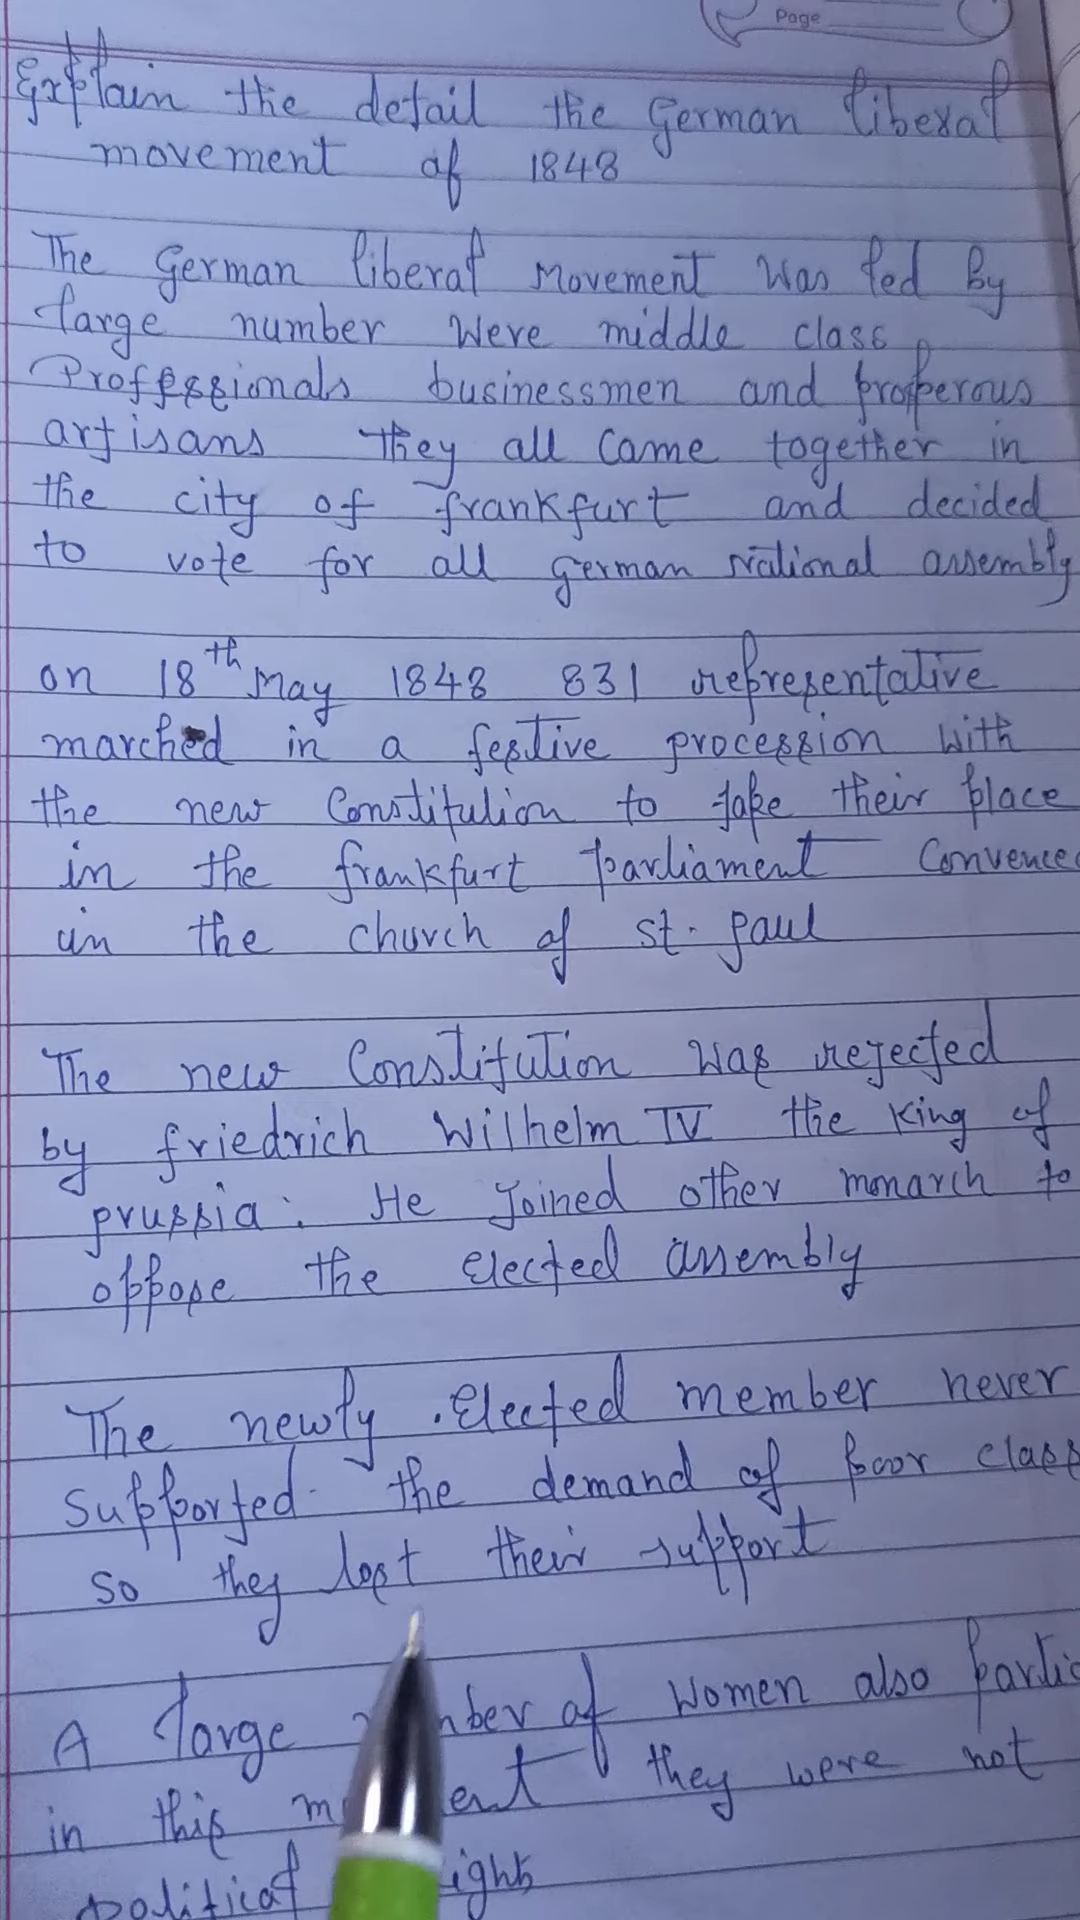 Page
Explain the detail the German liberal
movement of 1848
The German liberal movement was led by
large number were middle class
Proffessionals businessmen and prosperous
artisans they all came together in
the city of frankfurt and decided
to vote for all german national assembly
on 18th May 1848 831 representative
marched in a festive procession with
the new constitution to take their place
in the frankfurt parliament convence
in the church of st. paul
The new constitution was rejected
by friedrich Wilhelm IV the king of
prussia. He joined other monarch to
oppose the elected assembly
The newly elected member never
supported the demand of poor class
so they lost their support
A large of women also
in this they were not
political